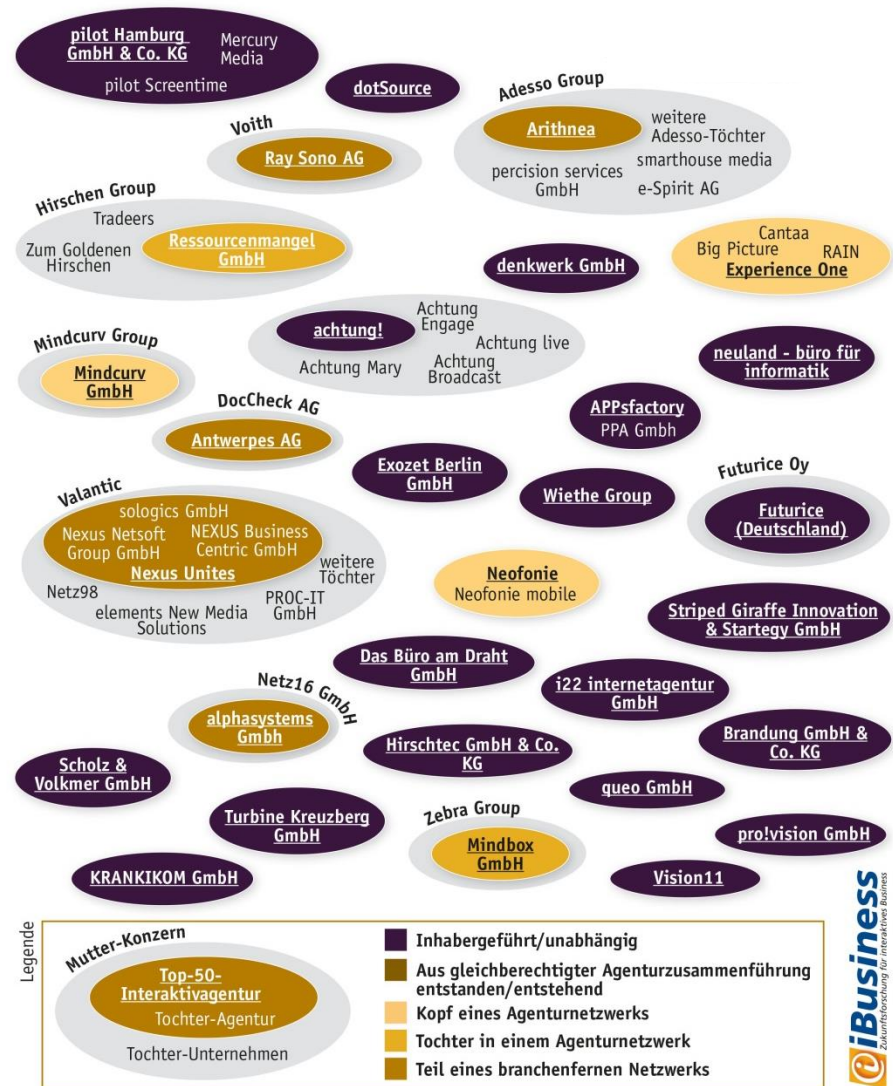 pilot Hamburg
GmbH & Co. KG
Mercury
Media
pilot Screentime
dotSource
Adesso Group
Arithnea
weitere
Adesso-Töchter
smarthouse media
percision services
GmbH
e-Spirit AG
Voith
Ray Sono AG
Hirschen Group
Tradeers
Zum Goldenen
Hirschen
Ressourcenmangel
GmbH
denkwerk GmbH
Cantaa
Big Picture
RAIN
Experience One
achtung!
Achtung
Engage
Achtung live
Achtung Mary
Achtung
Broadcast
Mindcurv Group
Mindcurv
GmbH
neuland - büro für
informatik
DocCheck AG
Antwerpes AG
APPsfactory
PPA Gmbh
Exozet Berlin
GmbH
Wiethe Group
Futurice Oy
Futurice
(Deutschland)
Valantic
sologics GmbH
Nexus Netsoft
Group GmbH
NEXUS Business
Centric GmbH
Nexus Unites
weitere
Töchter
Netz98
elements New Media
Solutions
PROC-IT
GmbH
Neofonie
Neofonie mobile
Striped Giraffe Innovation
& Startegy GmbH
Das Büro am Draht
GmbH
i22 internetagentur
GmbH
Netz16 GmbH
alphasystems
Gmbh
Hirschtec GmbH & Co.
KG
Brandung GmbH &
Co. KG
Scholz &
Volkmer GmbH
queo GmbH
Turbine Kreuzberg
GmbH
Zebra Group
Mindbox
GmbH
pro!vision GmbH
KRANKIKOM GmbH
Vision11
Legende
Mutter-Konzern
Top-50-
Interaktivagentur
Tochter-Agentur
Tochter-Unternehmen
Inhabergeführt/unabhängig
Aus gleichberechtigter Agenturzusammenführung
entstanden/entstehend
Kopf eines Agenturnetzwerks
Tochter in einem Agenturnetzwerk
Teil eines branchenfernen Netzwerks
iBusiness
Zukunftsforschung für interaktives Business